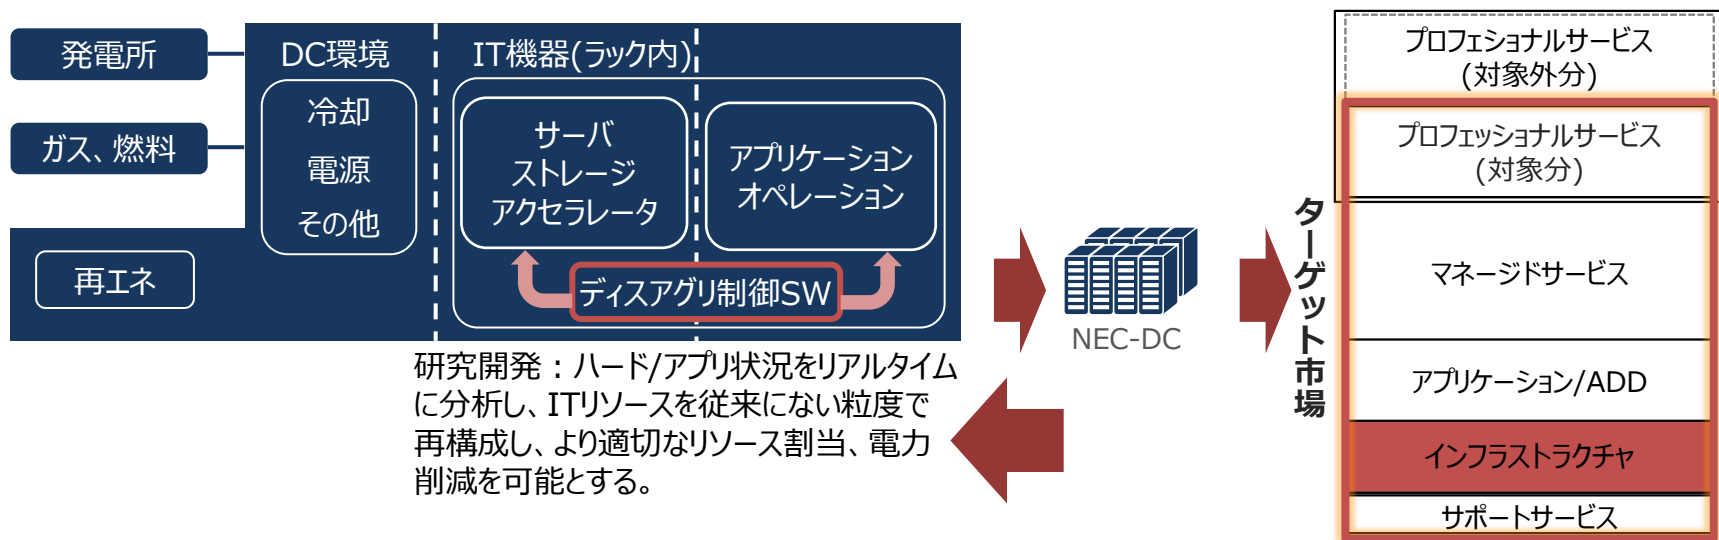 発電所
ガス、燃料
再エネ
DC環境
冷却
電源
その他
IT機器(ラック内)
サーバ
ストレージ
アクセラレータ
アプリケーション
オペレーション
ディスアグリ制御SW
研究開発：ハード/アプリ状況をリアルタイム
に分析し、ITリソースを従来にない粒度で
再構成し、より適切なリソース割当、電力
削減を可能とする。
NEC-DC
ターゲット市場
プロフェショナルサービス
(対象外分)
プロフェッショナルサービス
(対象分)
マネージドサービス
アプリケーション/ADD
インフラストラクチャ
サポートサービス